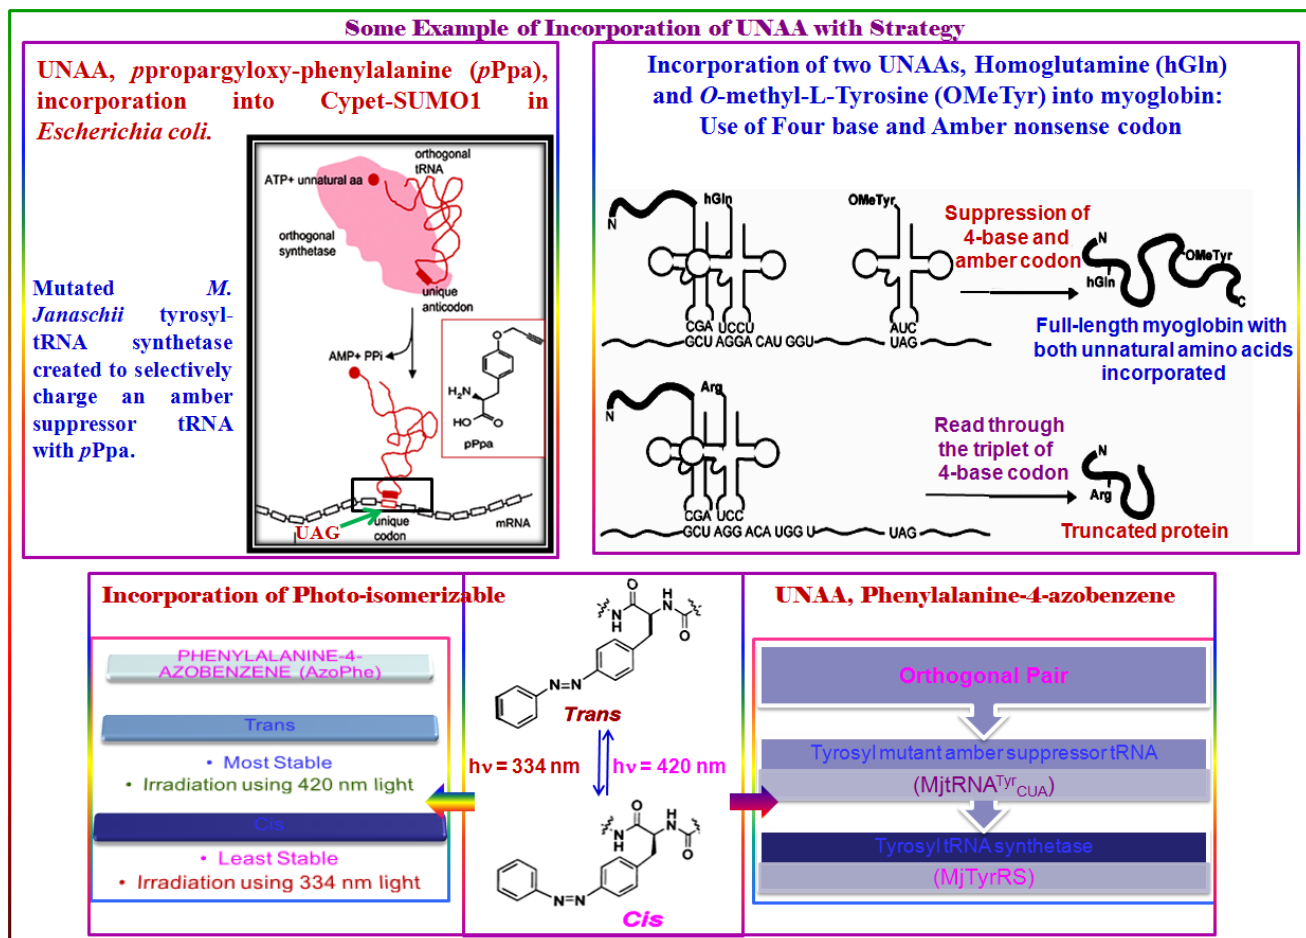 Some Example of Incorporation of UNAA with Strategy
UNAA, ppropargyloxy-phenylalanine (pPpa),
incorporation into Cypet-SUMO1 in
Escherichia coli.
Mutated M.
Janaschii tyrosyl-
tRNA synthetase
created to selectively
charge an amber
suppressor tRNA
with pPpa.
ATP+ unnatural aa
orthogonal
tRNA
orthogonal
synthetase
unique
anticodon
AMP+ PPi
O
H₂N
HO
O
pPpa
UAG
unique
codon
mRNA
Incorporation of two UNAAs, Homoglutamine (hGln)
and O-methyl-L-Tyrosine (OMeTyr) into myoglobin:
Use of Four base and Amber nonsense codon
N
hGln
OMeTyr
CGA UCCU
GCU AGGA CAU GGU
AUC
UAG
Suppression of
4-base and
amber codon
N
hGln
OMeTyr
C
Full-length myoglobin with
both unnatural amino acids
incorporated
N
Arg
CGA UCC
GCU AGG ACA UGG U
UAG
Read through
the triplet of
4-base codon
N
Arg
Truncated protein
Incorporation of Photo-isomerizable
UNAA, Phenylalanine-4-azobenzene
PHENYLALANINE-4-
AZOBENZENE (AzoPhe)
Trans
• Most Stable
• Irradiation using 420 nm light
Cis
• Least Stable
• Irradiation using 334 nm light
O
N
H
H
N
O
N=N
Trans
hν = 334 nm
hν = 420 nm
O
N
H
H
N
O
N=N
Cis
Orthogonal Pair
Tyrosyl mutant amber suppressor tRNA
(MjtRNA^Tyr_CUA)
Tyrosyl tRNA synthetase
(MjTyrRS)